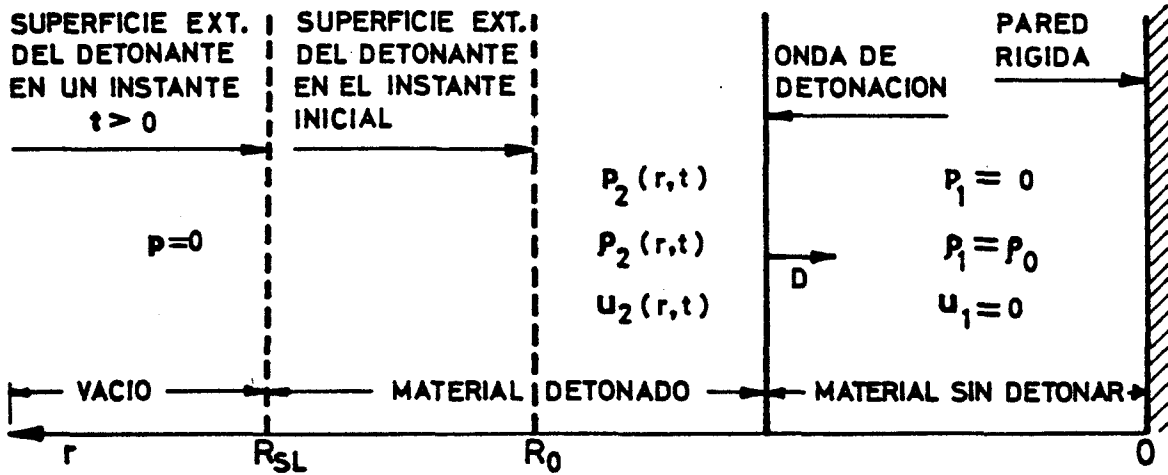 SUPERFICIE EXT.
DEL DETONANTE
EN UN INSTANTE
t > 0
SUPERFICIE EXT.
DEL DETONANTE
EN EL INSTANTE
INICIAL
ONDA DE
DETONACION
PARED
RIGIDA
p=0
p₂(r,t)
ρ₂(r,t)
u₂(r,t)
D
p₁ = 0
ρ₁ = ρ₀
u₁ = 0
VACIO
MATERIAL DETONADO
MATERIAL SIN DETONAR
r
R_SL
R₀
0